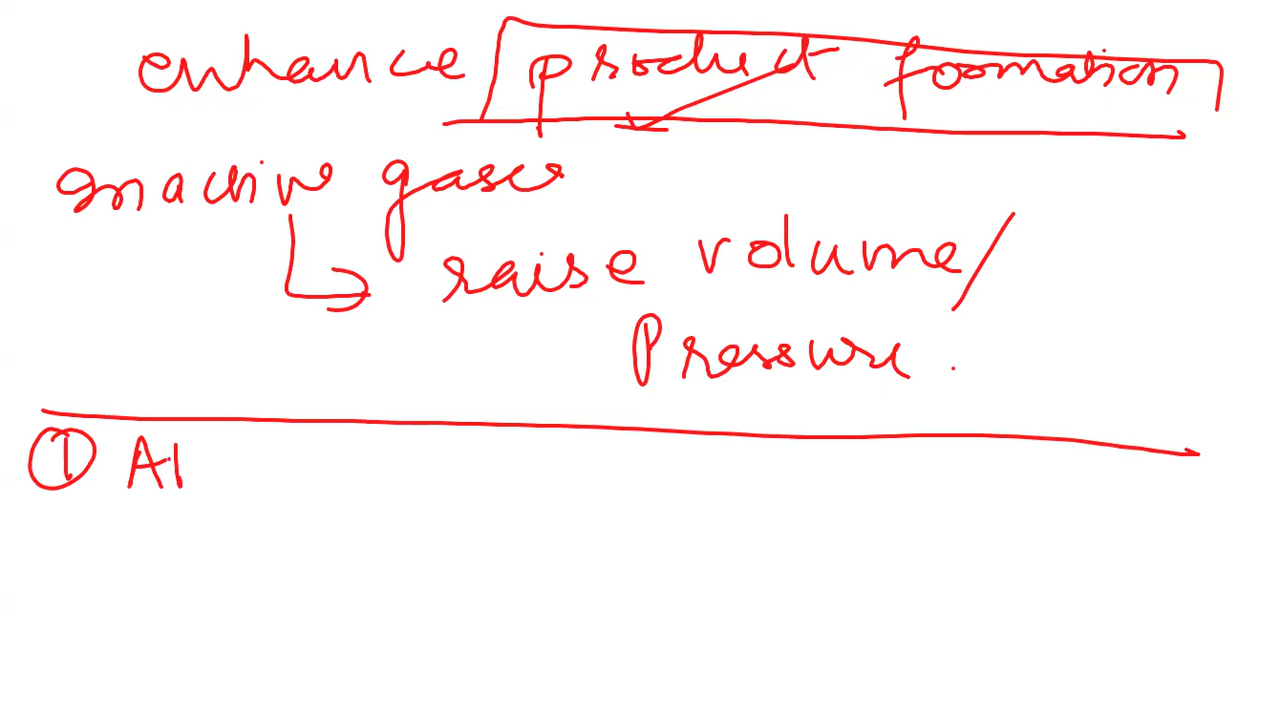 enhance product formation
inactive gases
raise volume/
Pressure.
① Al